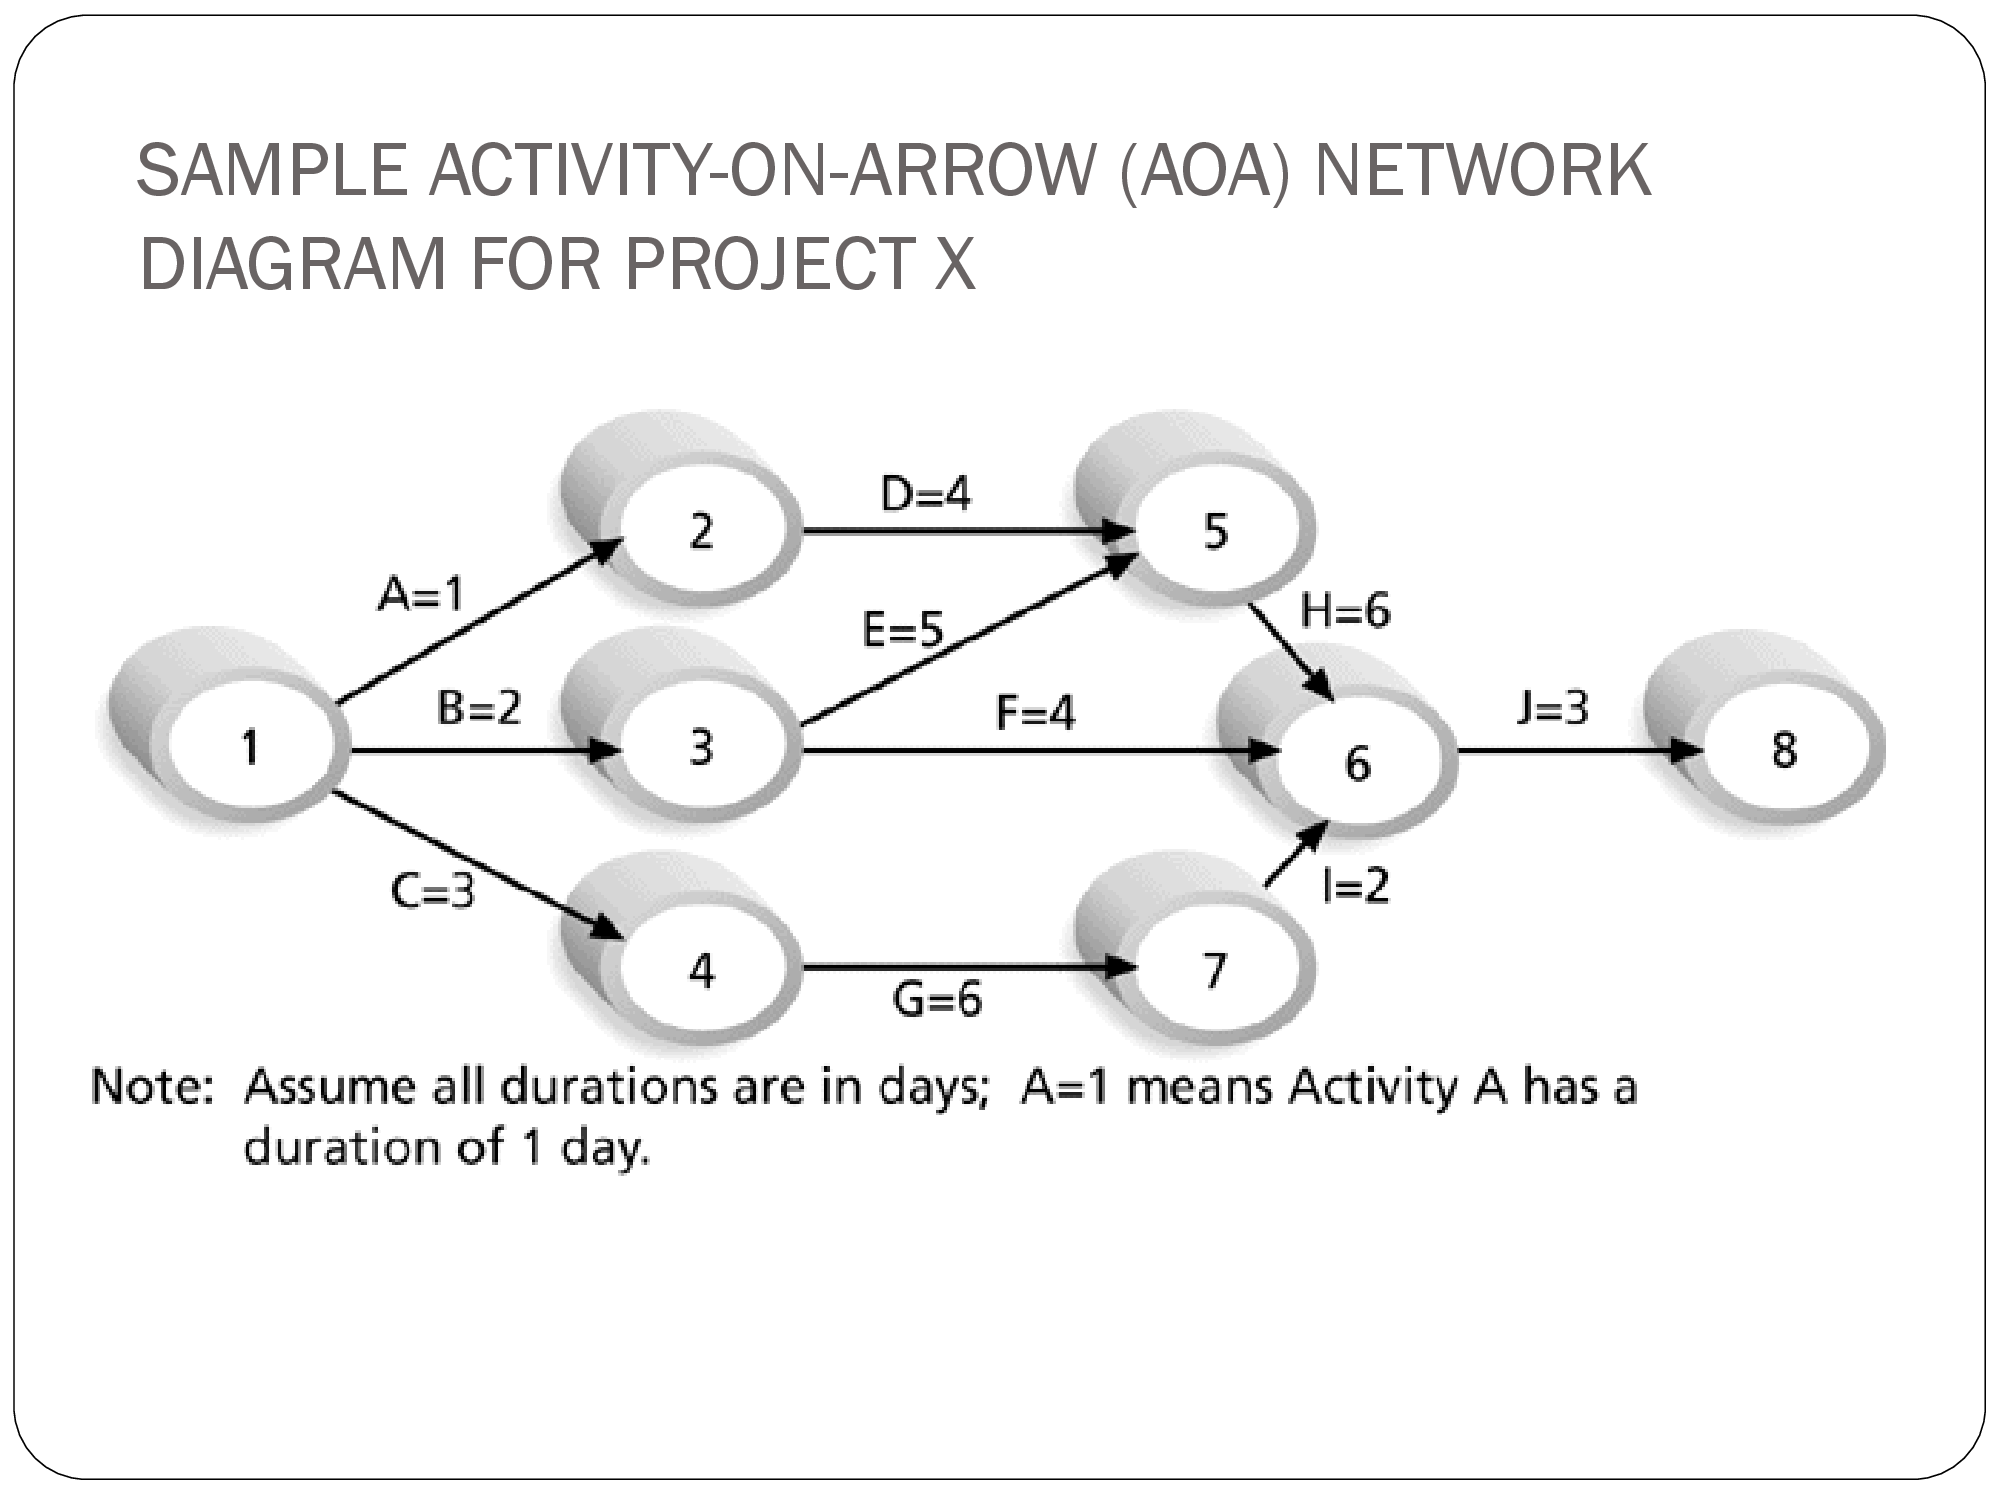 SAMPLE ACTIVITY-ON-ARROW (AOA) NETWORK
DIAGRAM FOR PROJECT X
2
D=4
5
A=1
E=5
H=6
1
B=2
3
F=4
6
J=3
8
C=3
I=2
4
G=6
7
Note: Assume all durations are in days; A=1 means Activity A has a
duration of 1 day.